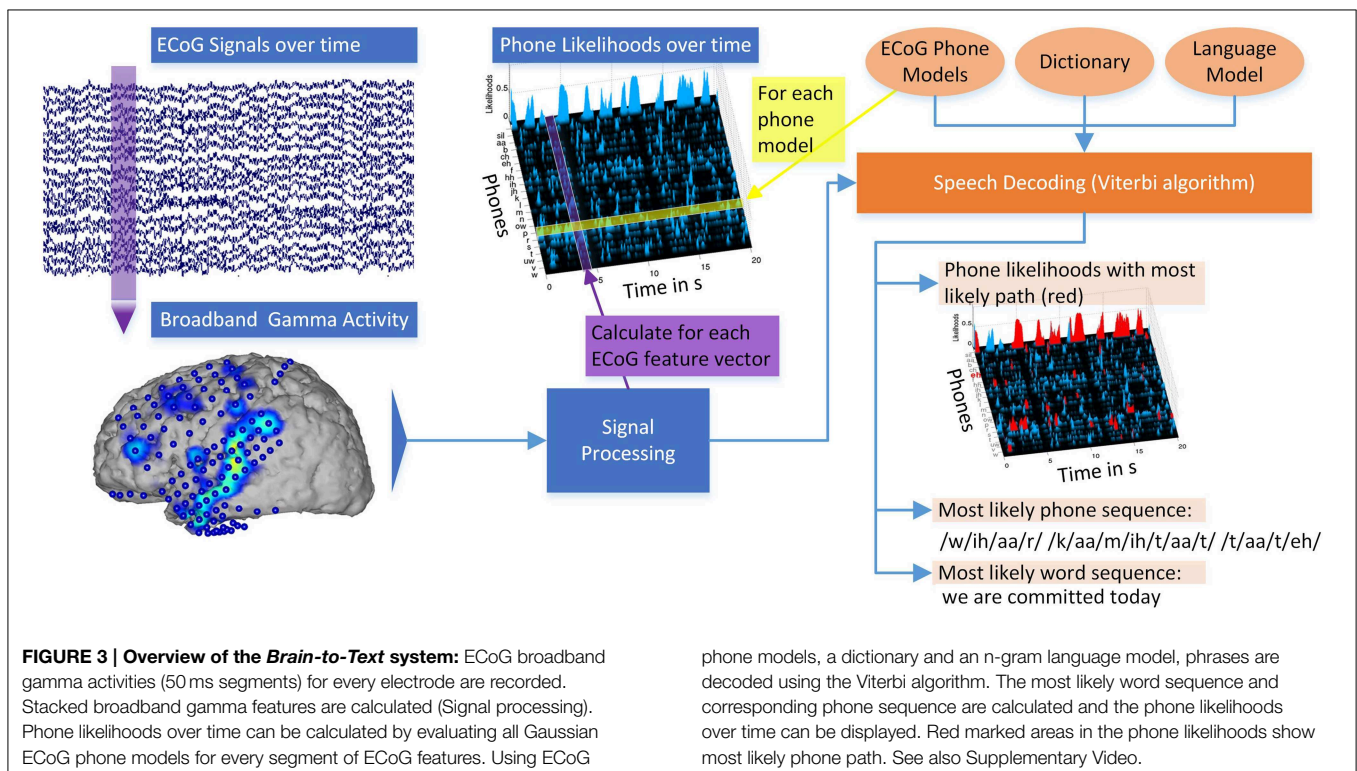 ECoG Signals over time
Broadband Gamma Activity
Phone Likelihoods over time
Likelihoods
0.5
0
sil
aa
b
ch
eh
f
hh
ih
jh
k
l
m
n
ow
p
r
s
t
uw
v
w
Phones
0
5
10
15
20
Time in s
For each
phone
model
Calculate for each
ECoG feature vector
Signal
Processing
ECoG Phone
Models
Dictionary
Language
Model
Speech Decoding (Viterbi algorithm)
Phone likelihoods with most
likely path (red)
Likelihoods
0.5
0
eh
Phones
0
5
10
15
20
Time in s
Most likely phone sequence:
/w/ih/aa/r/ /k/aa/m/ih/t/aa/t/ /t/aa/t/eh/
Most likely word sequence:
we are committed today
FIGURE 3 | Overview of the Brain-to-Text system: ECoG broadband
gamma activities (50 ms segments) for every electrode are recorded.
Stacked broadband gamma features are calculated (Signal processing).
Phone likelihoods over time can be calculated by evaluating all Gaussian
ECoG phone models for every segment of ECoG features. Using ECoG
phone models, a dictionary and an n-gram language model, phrases are
decoded using the Viterbi algorithm. The most likely word sequence and
corresponding phone sequence are calculated and the phone likelihoods
over time can be displayed. Red marked areas in the phone likelihoods show
most likely phone path. See also Supplementary Video.